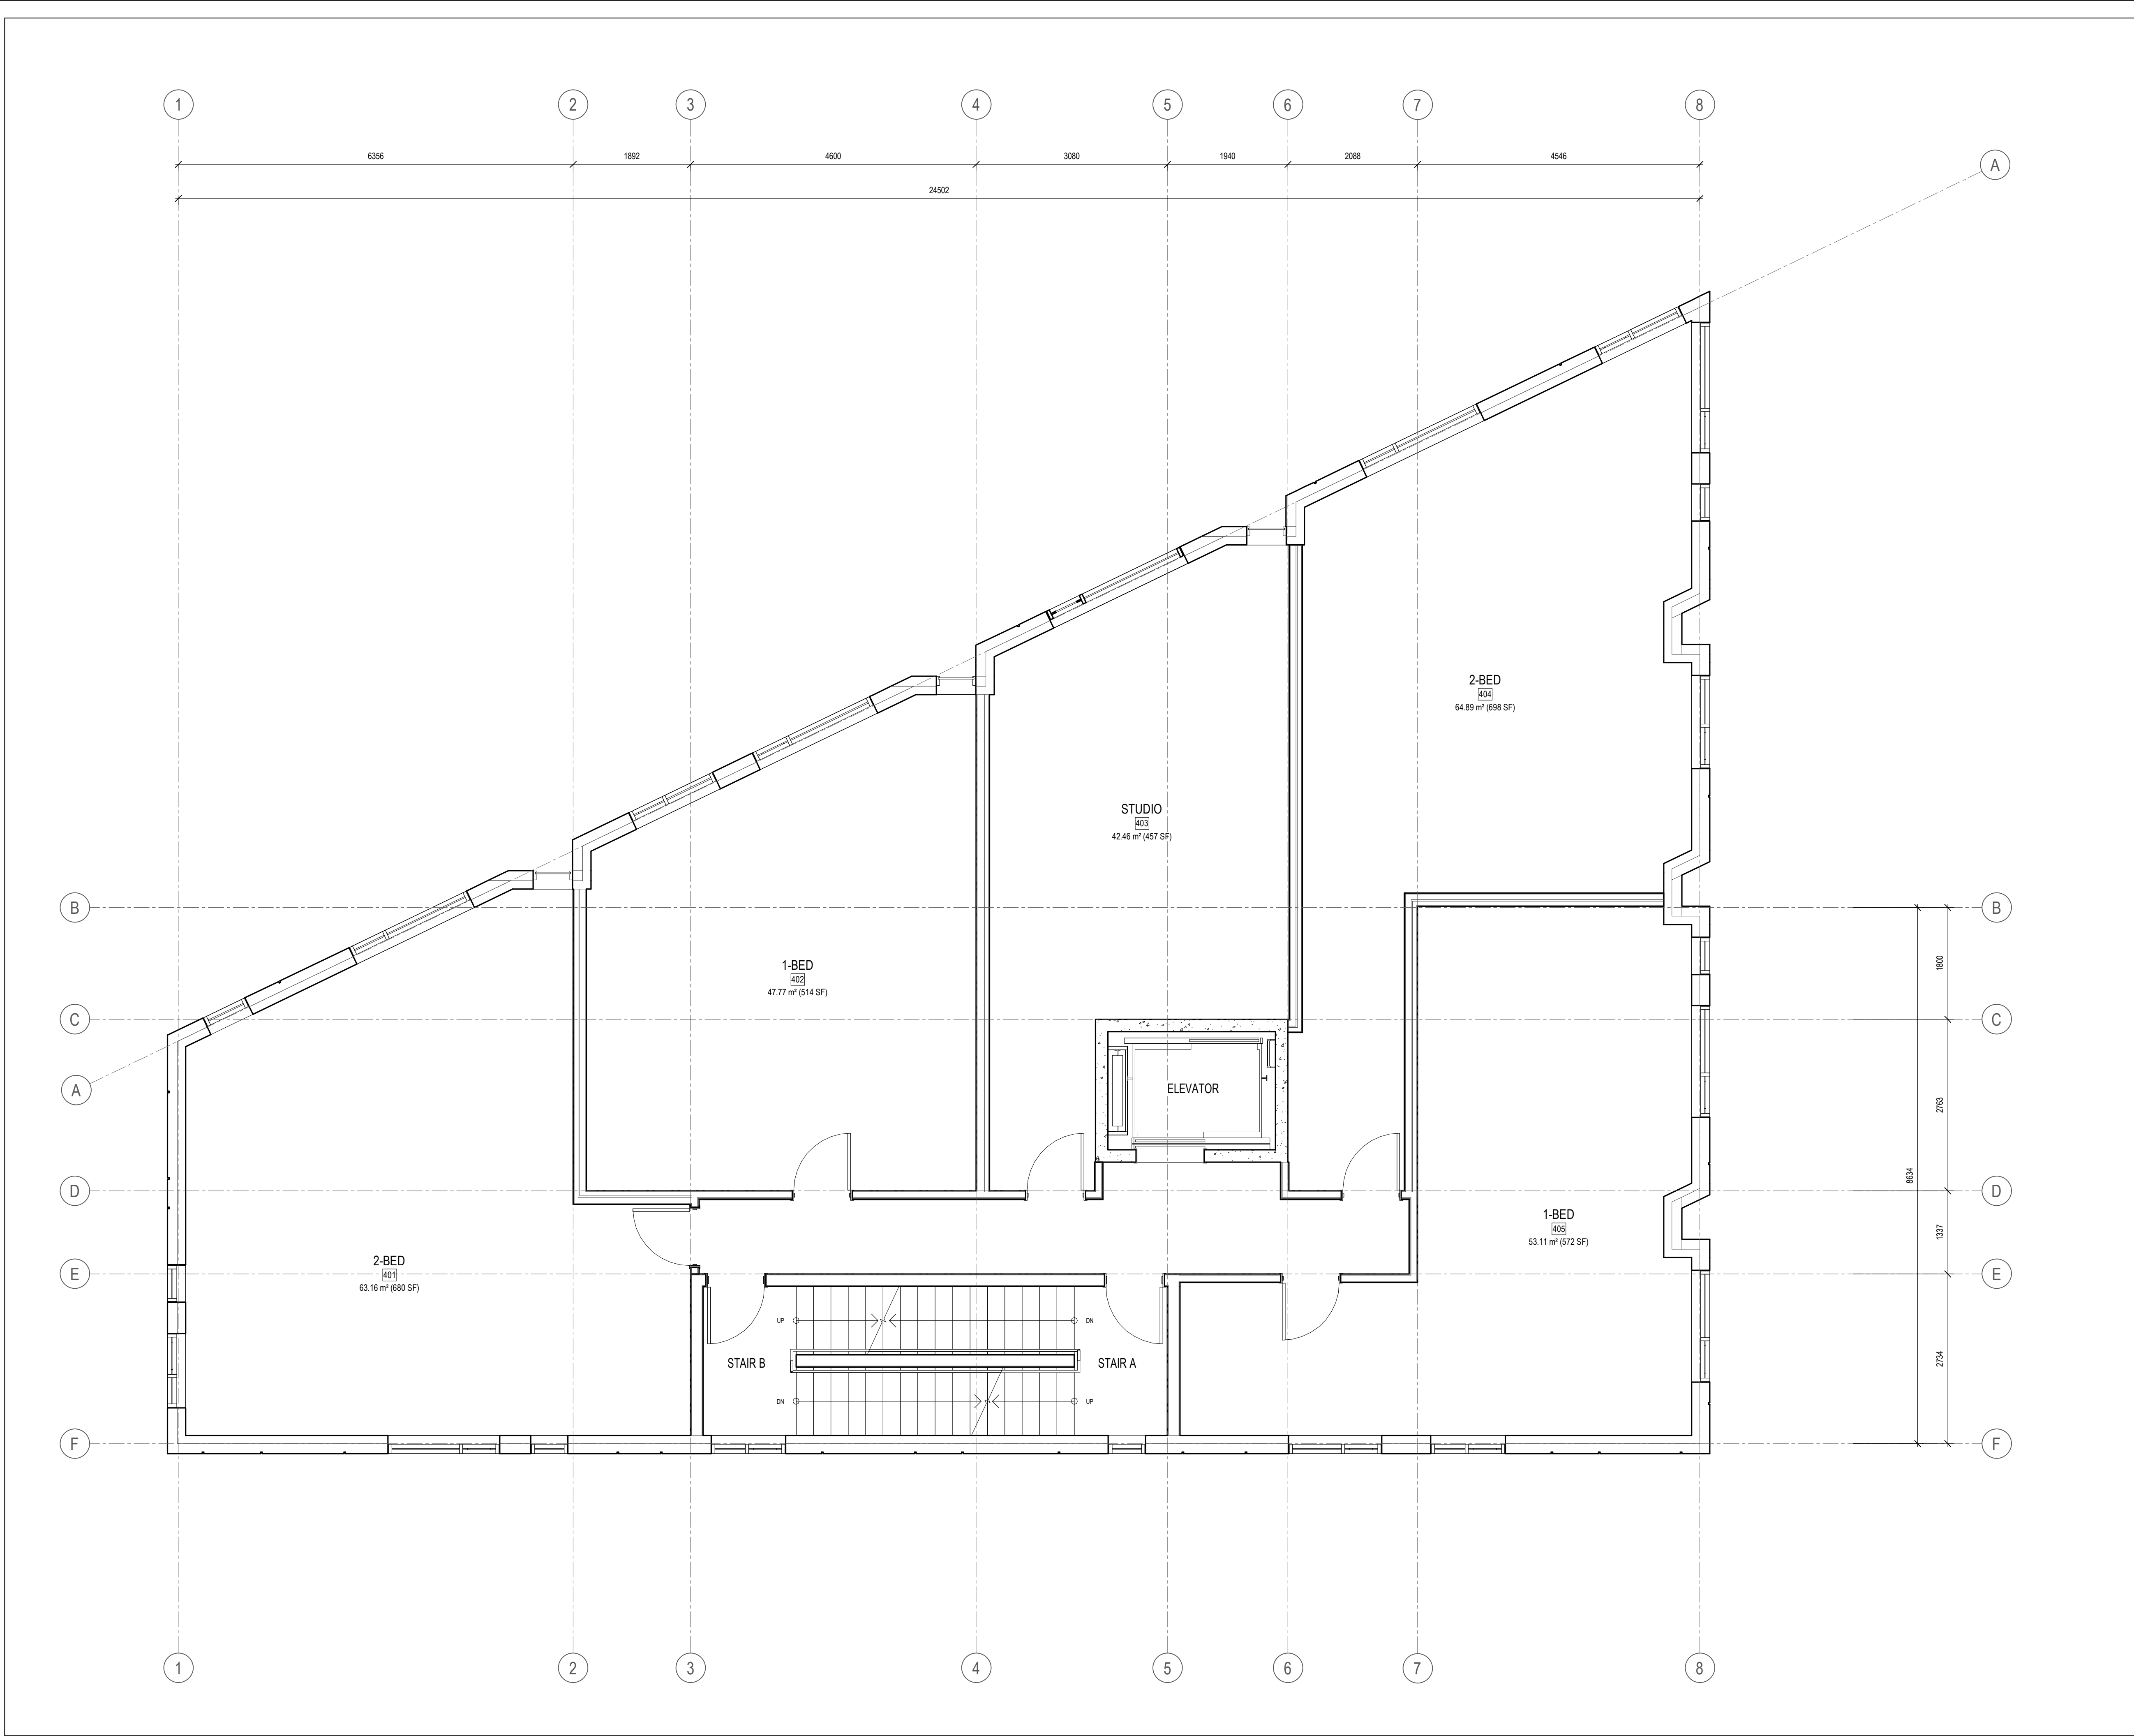 1 2 3 4 5 6 7 8
6356 1892 4600 3080 1940 2088 4546
A
24502
2-BED
404
64.89 m² (698 SF)
STUDIO
403
42.46 m² (457 SF)
B B
1-BED
402
47.77 m² (514 SF)
1800
C C
A
ELEVATOR
2763
8634
D D
1-BED
405
53.11 m² (572 SF)
1337
2-BED
401
63.16 m² (680 SF)
E E
UP DN
STAIR B STAIR A
2734
DN UP
F F
1 2 3 4 5 6 7 8